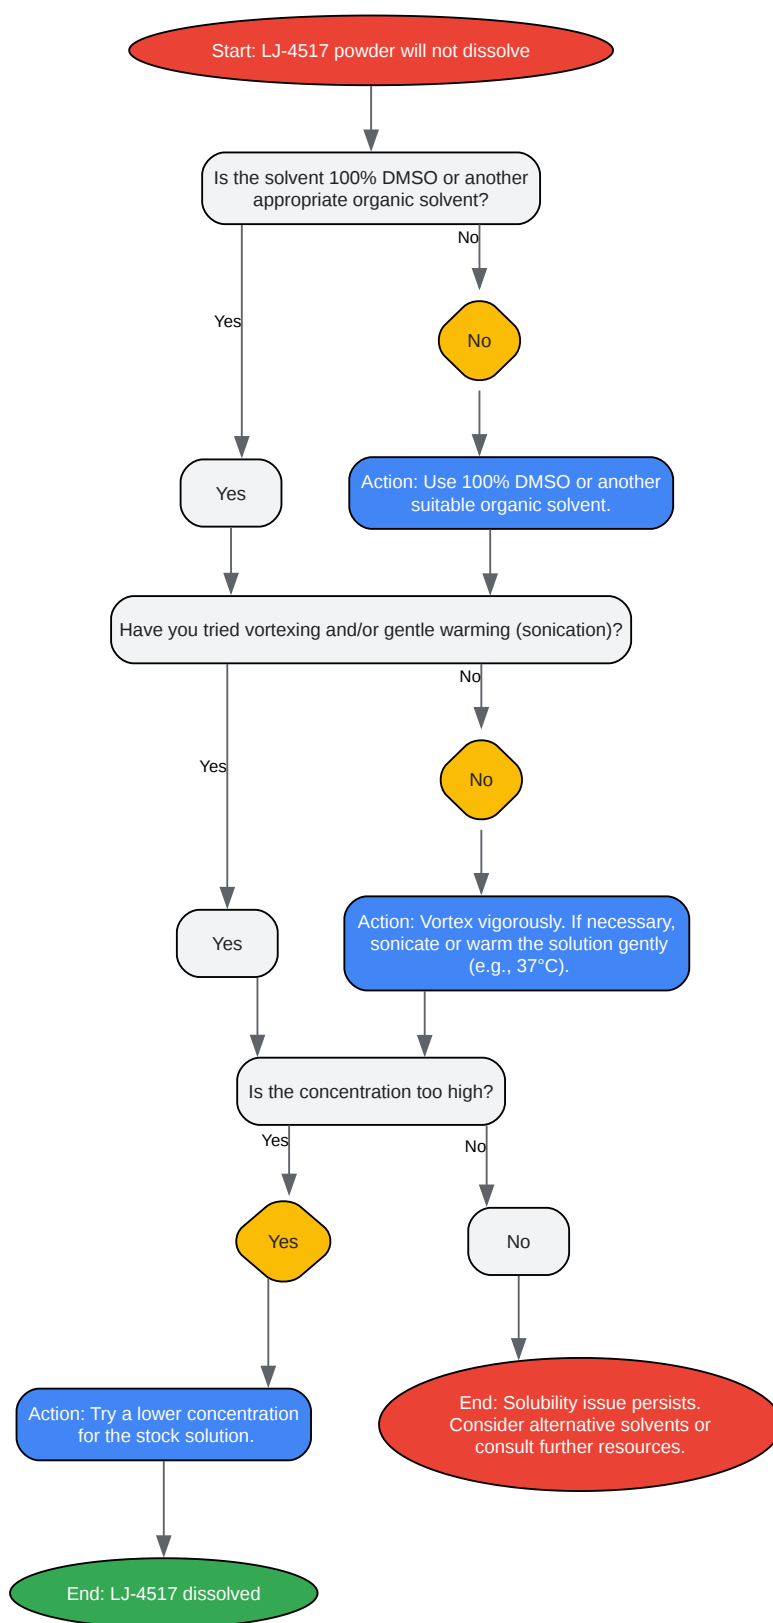 Start: LJ-4517 powder will not dissolve
Is the solvent 100% DMSO or another
appropriate organic solvent?
No
Yes
No
Action: Use 100% DMSO or another
suitable organic solvent.
Yes
Have you tried vortexing and/or gentle warming (sonication)?
No
Yes
No
Action: Vortex vigorously. If necessary,
sonicate or warm the solution gently
(e.g., 37°C).
Yes
Is the concentration too high?
Yes
No
Yes
No
Action: Try a lower concentration
for the stock solution.
End: Solubility issue persists.
Consider alternative solvents or
consult further resources.
End: LJ-4517 dissolved